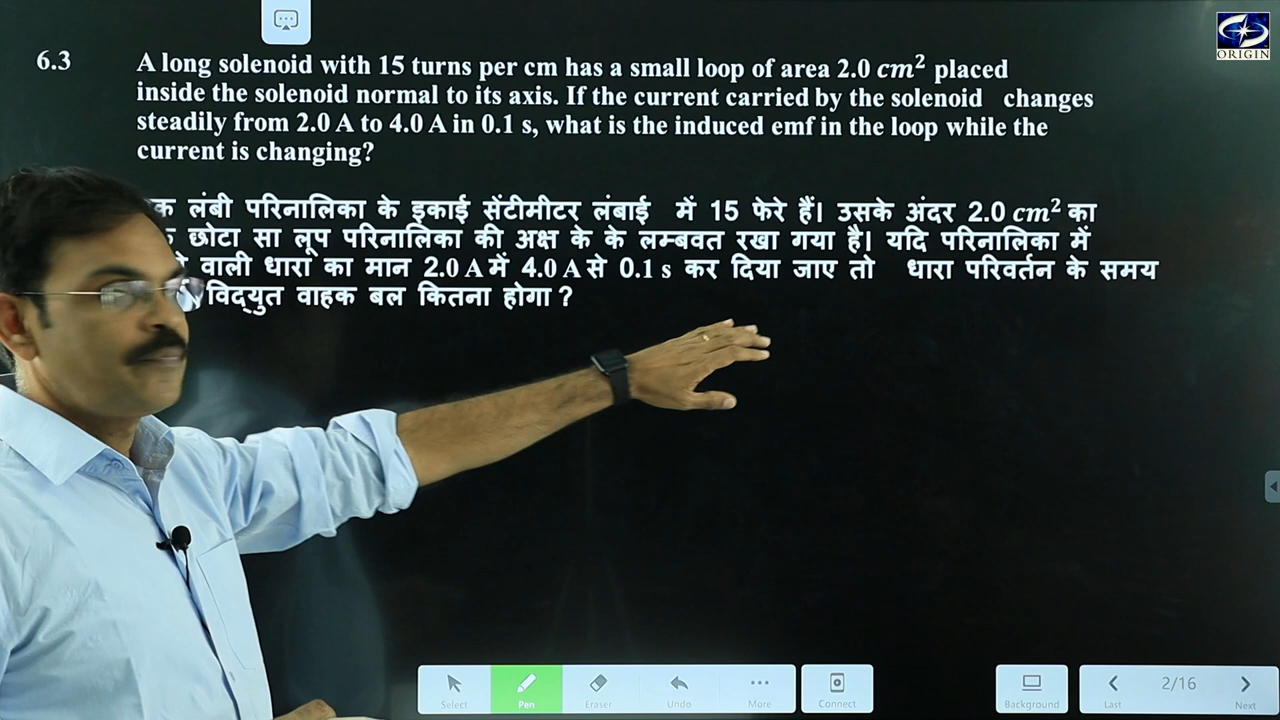 ORIGIN
6.3 A long solenoid with 15 turns per cm has a small loop of area 2.0 cm² placed
inside the solenoid normal to its axis. If the current carried by the solenoid changes
steadily from 2.0 A to 4.0 A in 0.1 s, what is the induced emf in the loop while the
current is changing?
लंबी परिनालिका के इकाई सेंटीमीटर लंबाई में 15 फेरे हैं। उसके अंदर 2.0 cm² का
छोटा सा लूप परिनालिका की अक्ष के के लम्बवत रखा गया है। यदि परिनालिका में
वाली धारा का मान 2.0 A में 4.0 A से 0.1 s कर दिया जाए तो धारा परिवर्तन के समय
विद्युत वाहक बल कितना होगा ?
Select Pen Eraser Undo More Connect Background Last 2/16 Next